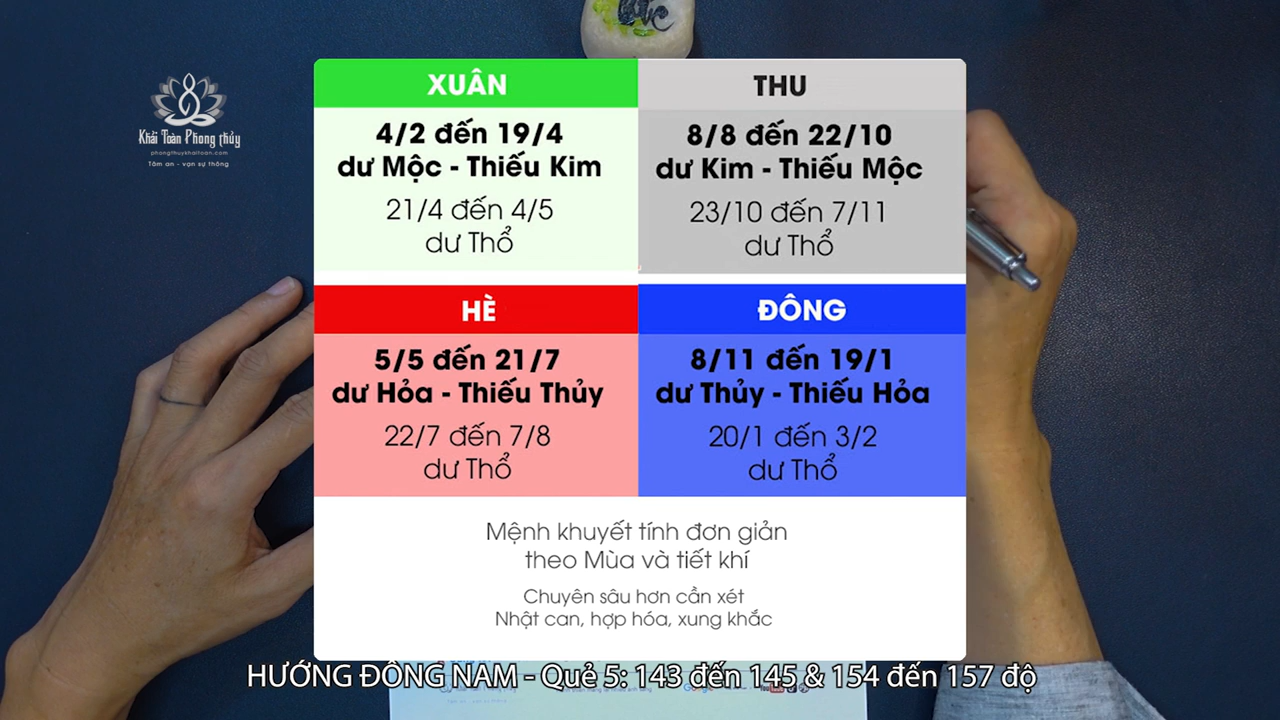 Khải Toàn Phong thủy
phongthuykhaitoan.com
Tâm an - vạn sự thông
XUÂN
4/2 đến 19/4
dư Mộc - Thiếu Kim
21/4 đến 4/5
dư Thổ
THU
8/8 đến 22/10
dư Kim - Thiếu Mộc
23/10 đến 7/11
dư Thổ
HÈ
5/5 đến 21/7
dư Hỏa - Thiếu Thủy
22/7 đến 7/8
dư Thổ
ĐÔNG
8/11 đến 19/1
dư Thủy - Thiếu Hỏa
20/1 đến 3/2
dư Thổ
Mệnh khuyết tính đơn giản
theo Mùa và tiết khí
Chuyên sâu hơn cần xét
Nhật can, hợp hóa, xung khắc
HƯỚNG ĐÔNG NAM - Quẻ 5: 143 đến 145 & 154 đến 157 độ